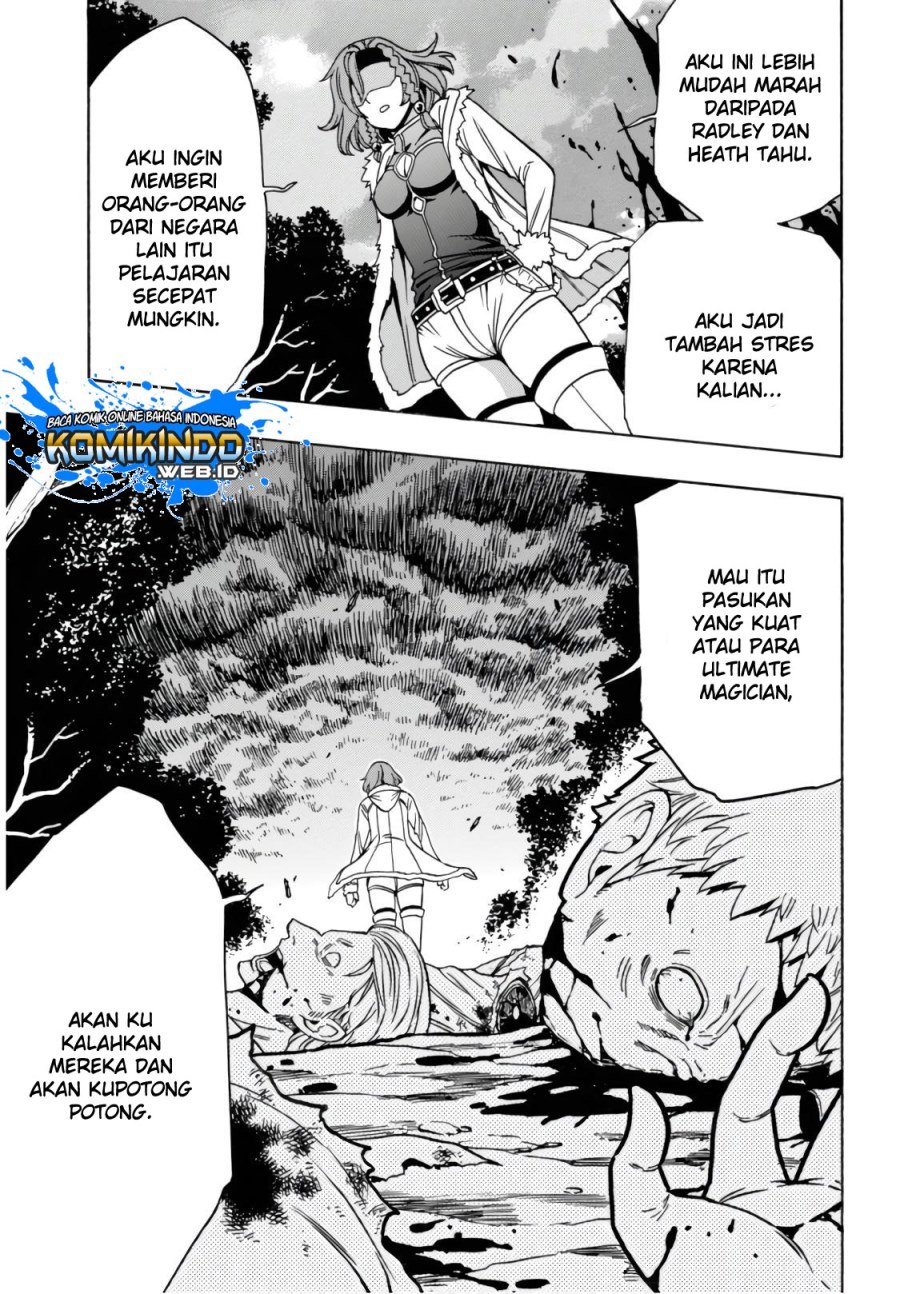 AKU INI LEBIH
MUDAH MARAH
DARIPADA
RADLEY DAN
HEATH TAHU.
AKU JADI
TAMBAH STRES
KARENA
KALIAN...
AKU INGIN
MEMBERI
ORANG-ORANG
DARI NEGARA
LAIN ITU
PELAJARAN
SECEPAT
MUNGKIN.
BACA KOMIK ONLINE BAHASA INDONESIA
KOMIKINDO
WEB.ID
MAU ITU
PASUKAN
YANG KUAT
ATAU PARA
ULTIMATE
MAGICIAN,
AKAN KU
KALAHKAN
MEREKA DAN
AKAN KUPOTONG
POTONG.